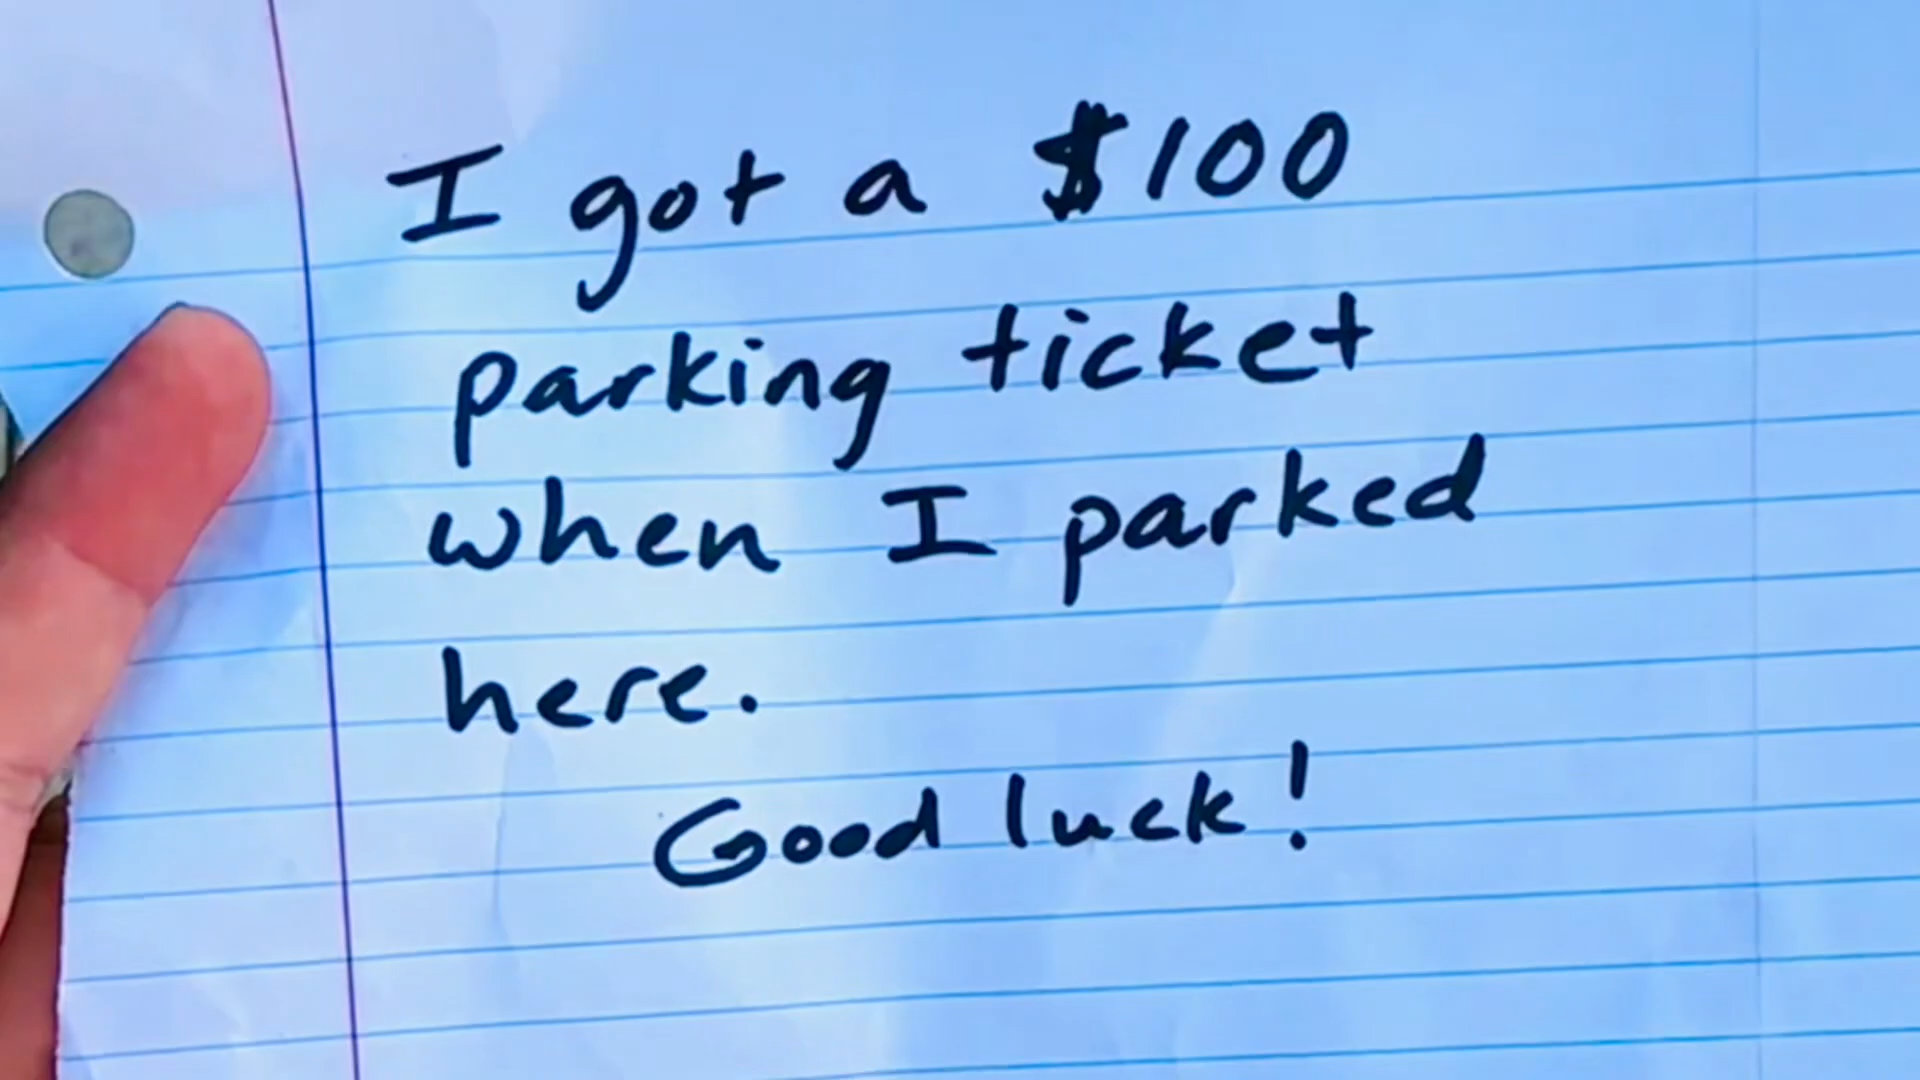 I got a $100
parking ticket
when I parked
here.
Good luck!